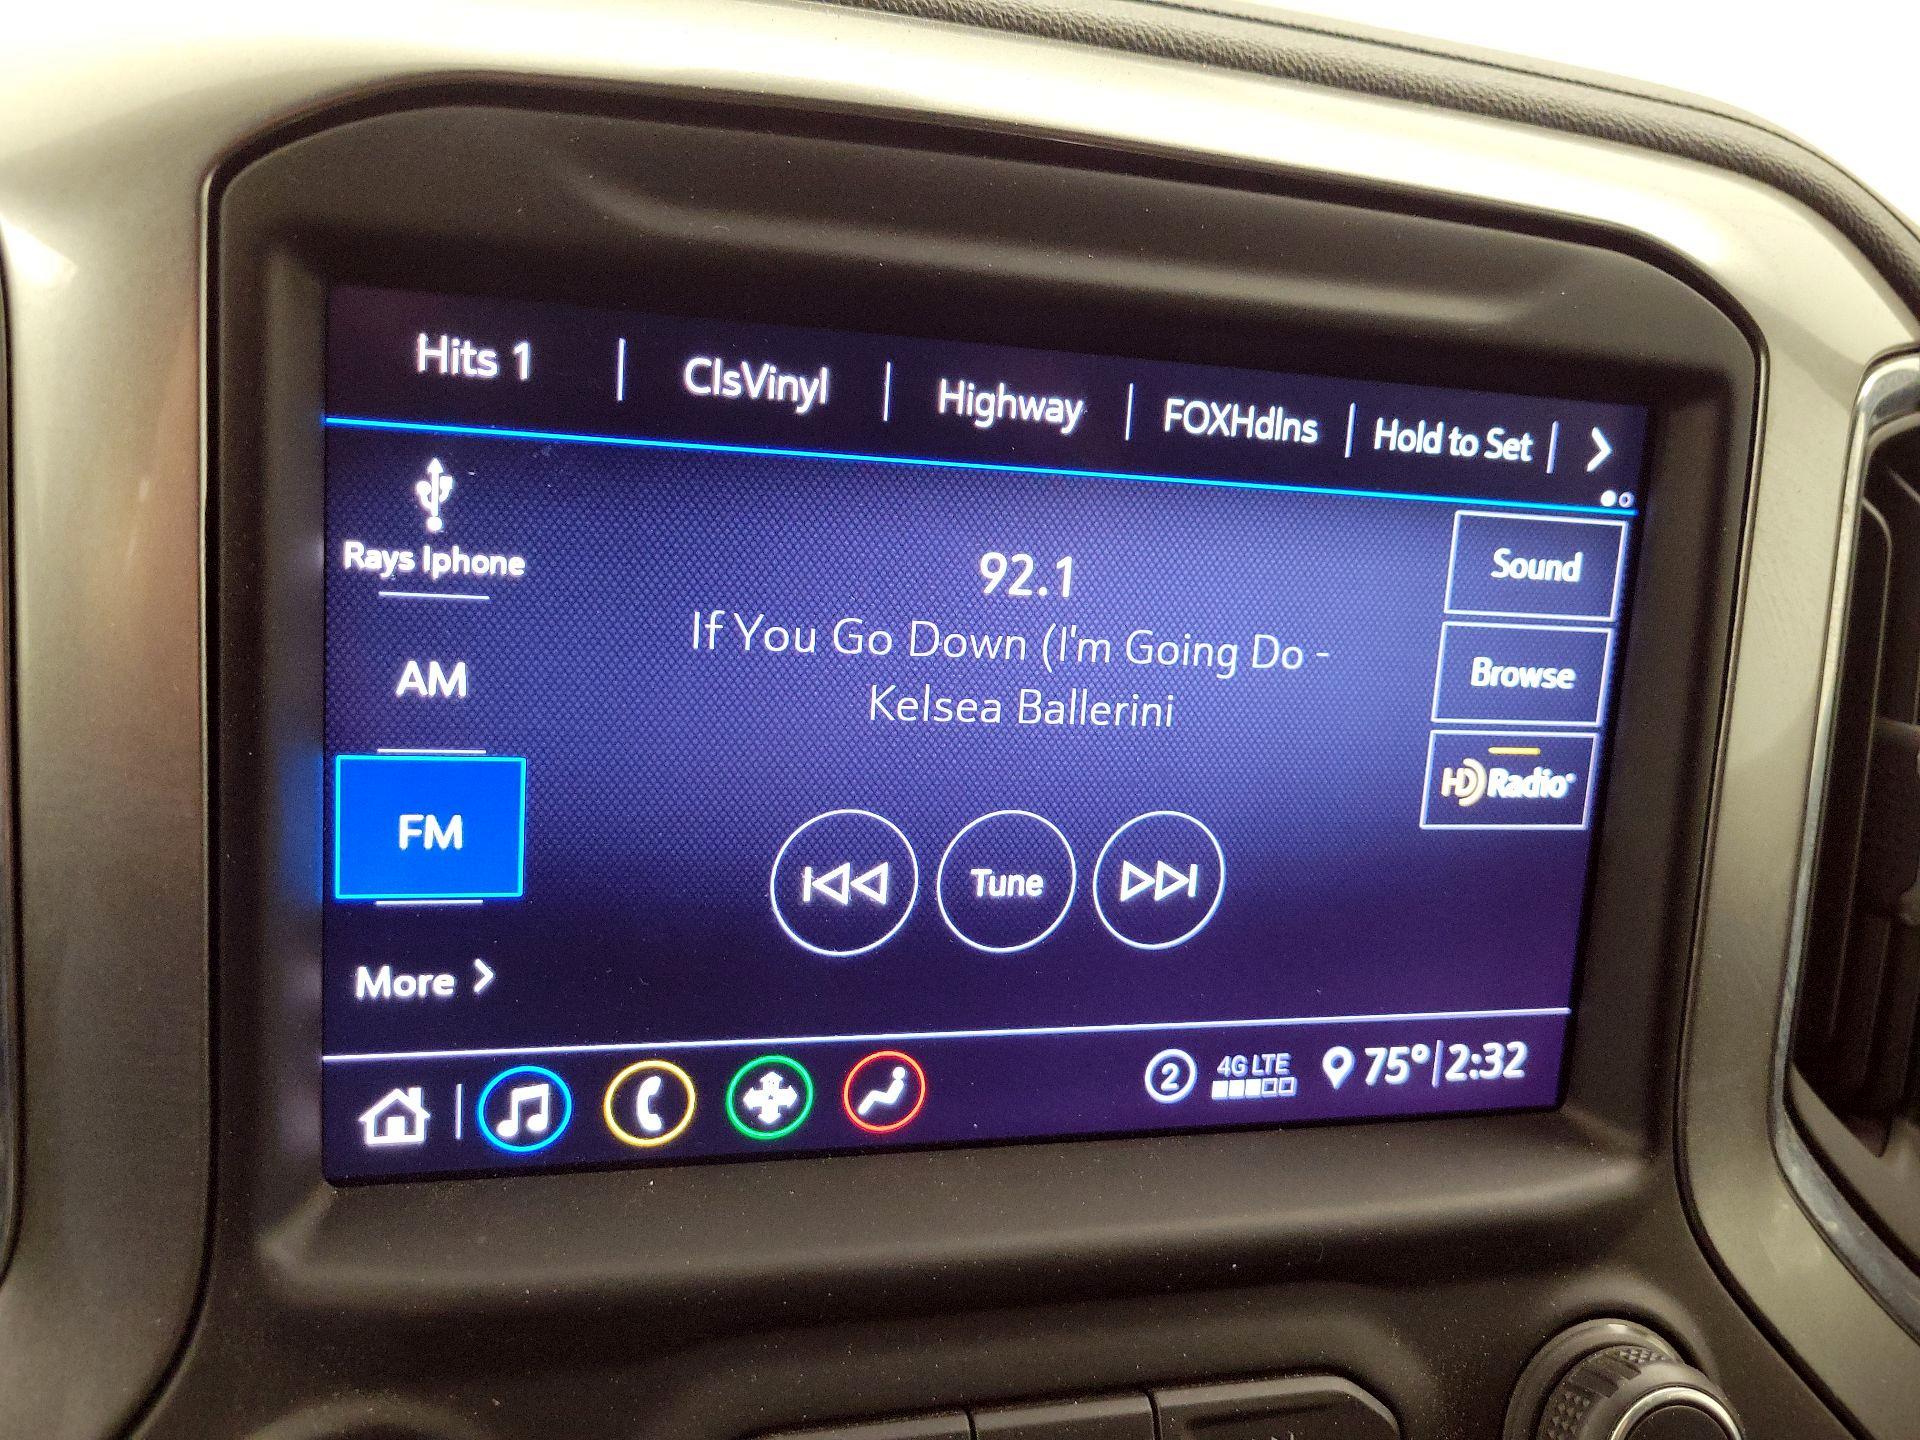 Hits 1 | ClsVinyl | Highway | FOXHdlns | Hold to Set |
Rays Iphone
AM
FM
More
92.1
If You Go Down (I'm Going Do -
Kelsea Ballerini
Tune
Sound
Browse
HD Radio
2 4G LTE 75° | 2:32